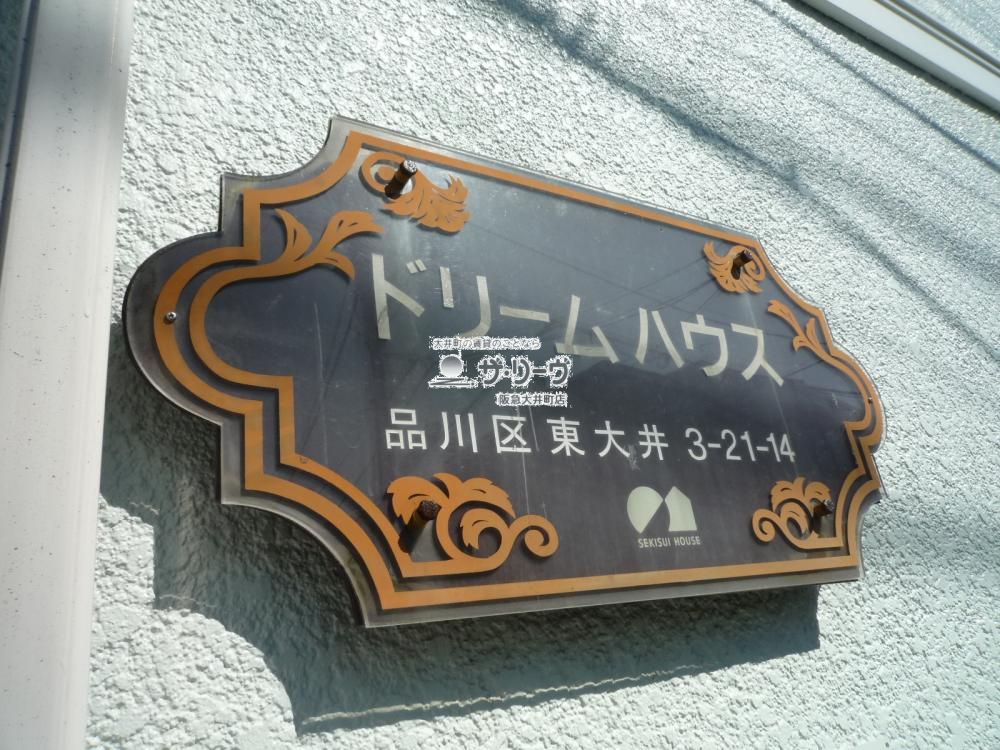 ドリームハウス
大井町の賃貸のことなら
ザ・リーヴ
阪急大井町店
品川区東大井 3-21-14
SEKISUI HOUSE